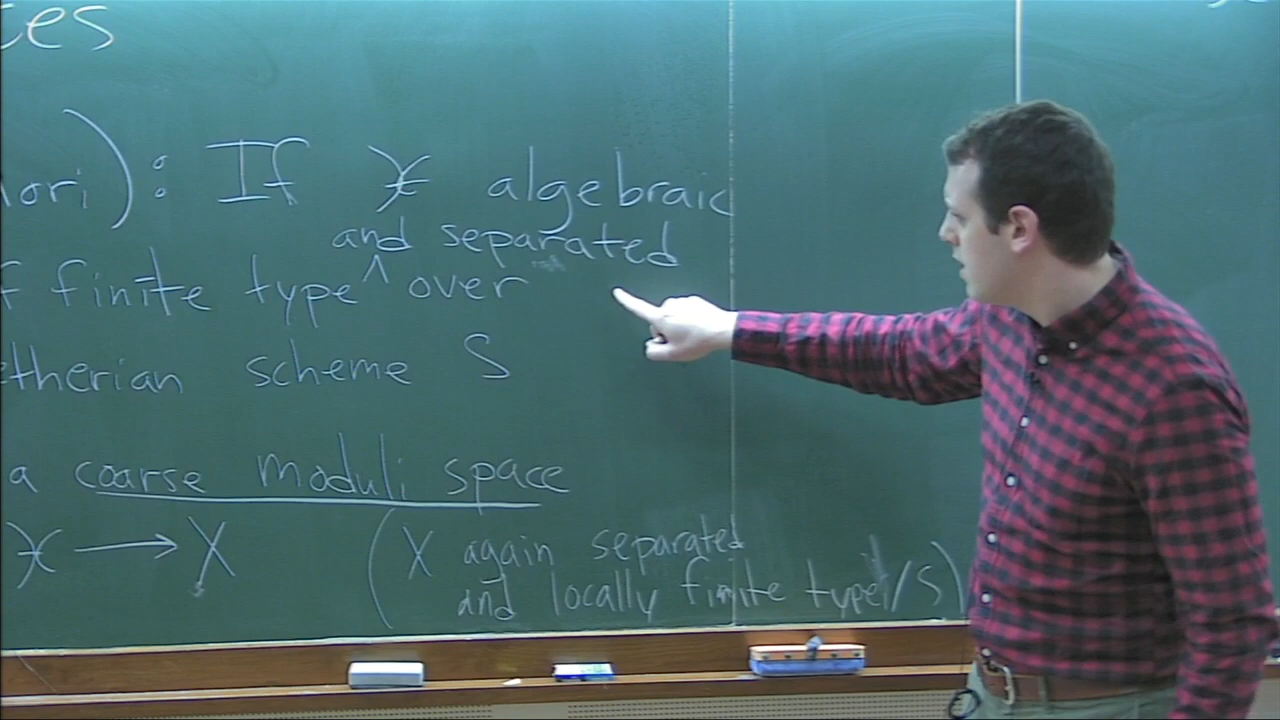 ces
iori): If 𝔛 algebraic
and separated
f finite type ^ over
etherian scheme S
a coarse moduli space
𝔛 → X (X again separated
and locally finite type/S)